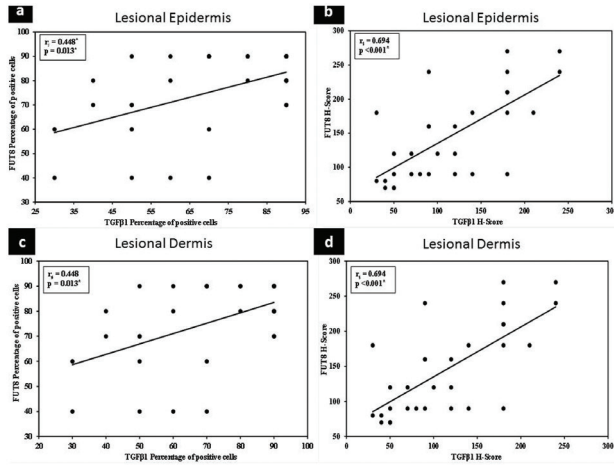 a
Lesional Epidermis
rs = 0.448*
p = 0.013*
FUT8 Percentage of positive cells
100
90
80
70
60
50
40
30
25 35 45 55 65 75 85 95
TGFβ1 Percentage of positive cells
b
Lesional Epidermis
rs = 0.694
p <0.001*
FUT8 H-Score
300
250
200
150
100
50
0 50 100 150 200 250 300
TGFβ1 H-Score
c
Lesional Dermis
rs = 0.448
p = 0.013*
FUT8 Percentage of positive cells
100
90
80
70
60
50
40
30
20 30 40 50 60 70 80 90 100
TGFβ1 Percentage of positive cells
d
Lesional Dermis
rs = 0.694
p <0.001*
FUT8 H-Score
300
250
200
150
100
50
0 50 100 150 200 250 300
TGFβ1 H-Score